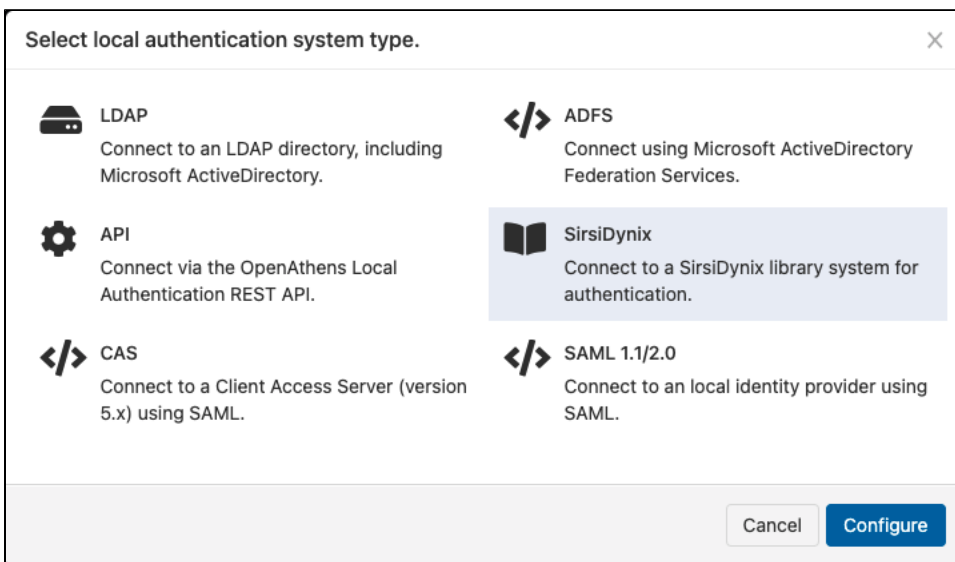 Select local authentication system type.
LDAP
Connect to an LDAP directory, including
Microsoft ActiveDirectory.
ADFS
Connect using Microsoft ActiveDirectory
Federation Services.
API
Connect via the OpenAthens Local
Authentication REST API.
SirsiDynix
Connect to a SirsiDynix library system for
authentication.
CAS
Connect to a Client Access Server (version
5.x) using SAML.
SAML 1.1/2.0
Connect to an local identity provider using
SAML.
Cancel
Configure